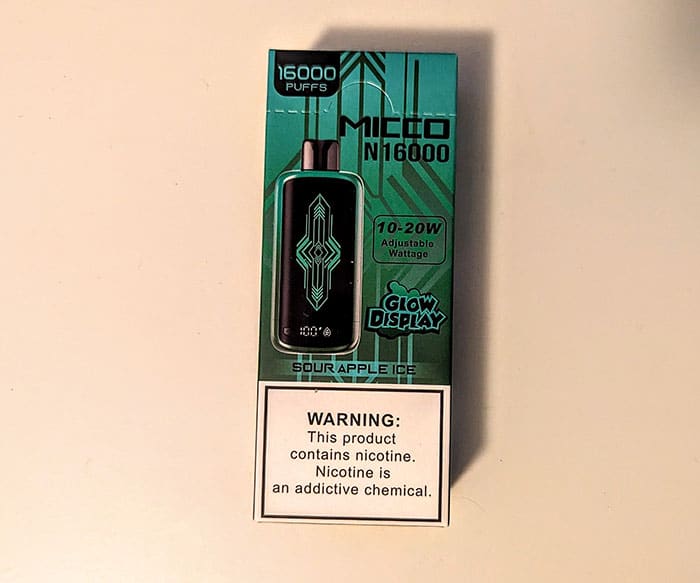 16000
PUFFS
MICCO
N16000
10-20W
Adjustable
Wattage
GLOW
DISPLAY
100%
SOUR APPLE ICE
WARNING:
This product
contains nicotine.
Nicotine is
an addictive chemical.